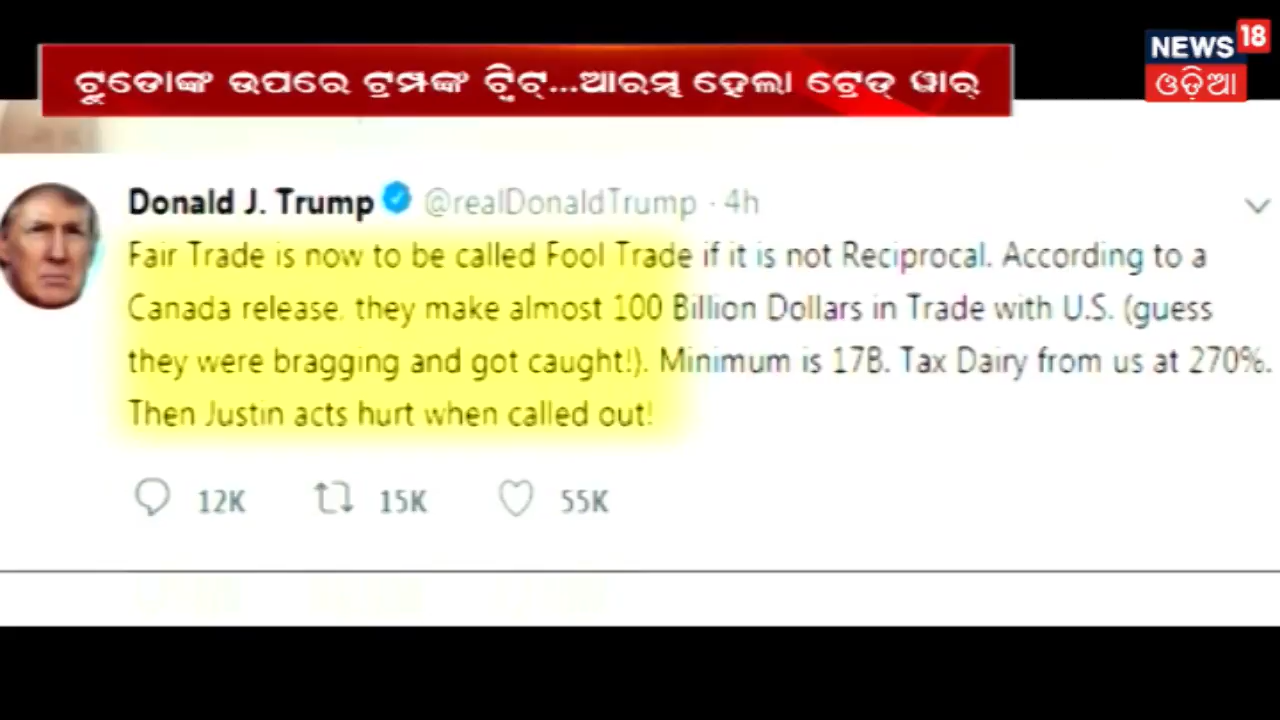 NEWS 18
ଓଡ଼ିଆ
ଟ୍ରୁଡୋଙ୍କ ଉପରେ ଟ୍ରମ୍ପଙ୍କ ଟ୍ୱିଟ୍...ଆରମ୍ଭ ହେଲା ଟ୍ରେଡ୍ ୱାର୍
Donald J. Trump @realDonaldTrump · 4h
Fair Trade is now to be called Fool Trade if it is not Reciprocal. According to a
Canada release, they make almost 100 Billion Dollars in Trade with U.S. (guess
they were bragging and got caught!). Minimum is 17B. Tax Dairy from us at 270%.
Then Justin acts hurt when called out!
12K 15K 55K